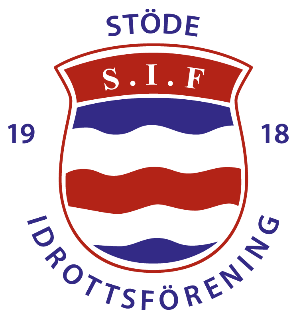 STÖDE
S.I.F
19 18
IDROTTSFÖRENING